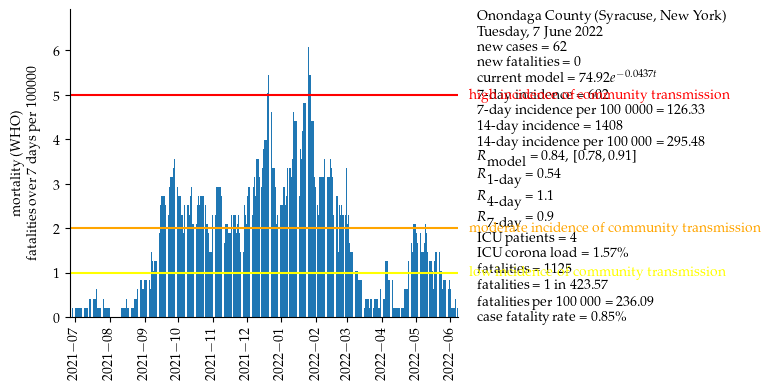 mortality (WHO)
fatalities over 7 days per 100000
6
5
4
3
2
1
0
2021−07
2021−08
2021−09
2021−10
2021−11
2021−12
2022−01
2022−02
2022−03
2022−04
2022−05
2022−06
Onondaga County (Syracuse, New York)
Tuesday, 7 June 2022
new cases = 62
new fatalities = 0
current model = 74.92e^{−0.0437t}
7-day incidence = 602
high incidence of community transmission
7-day incidence per 100 0000 = 126.33
14-day incidence = 1408
14-day incidence per 100 000 = 295.48
R_model = 0.84, [0.78, 0.91]
R_1-day = 0.54
R_4-day = 1.1
R_7-day = 0.9
moderate incidence of community transmission
ICU patients = 4
ICU corona load = 1.57%
fatalities = 1125
low incidence of community transmission
fatalities = 1 in 423.57
fatalities per 100 000 = 236.09
case fatality rate = 0.85%